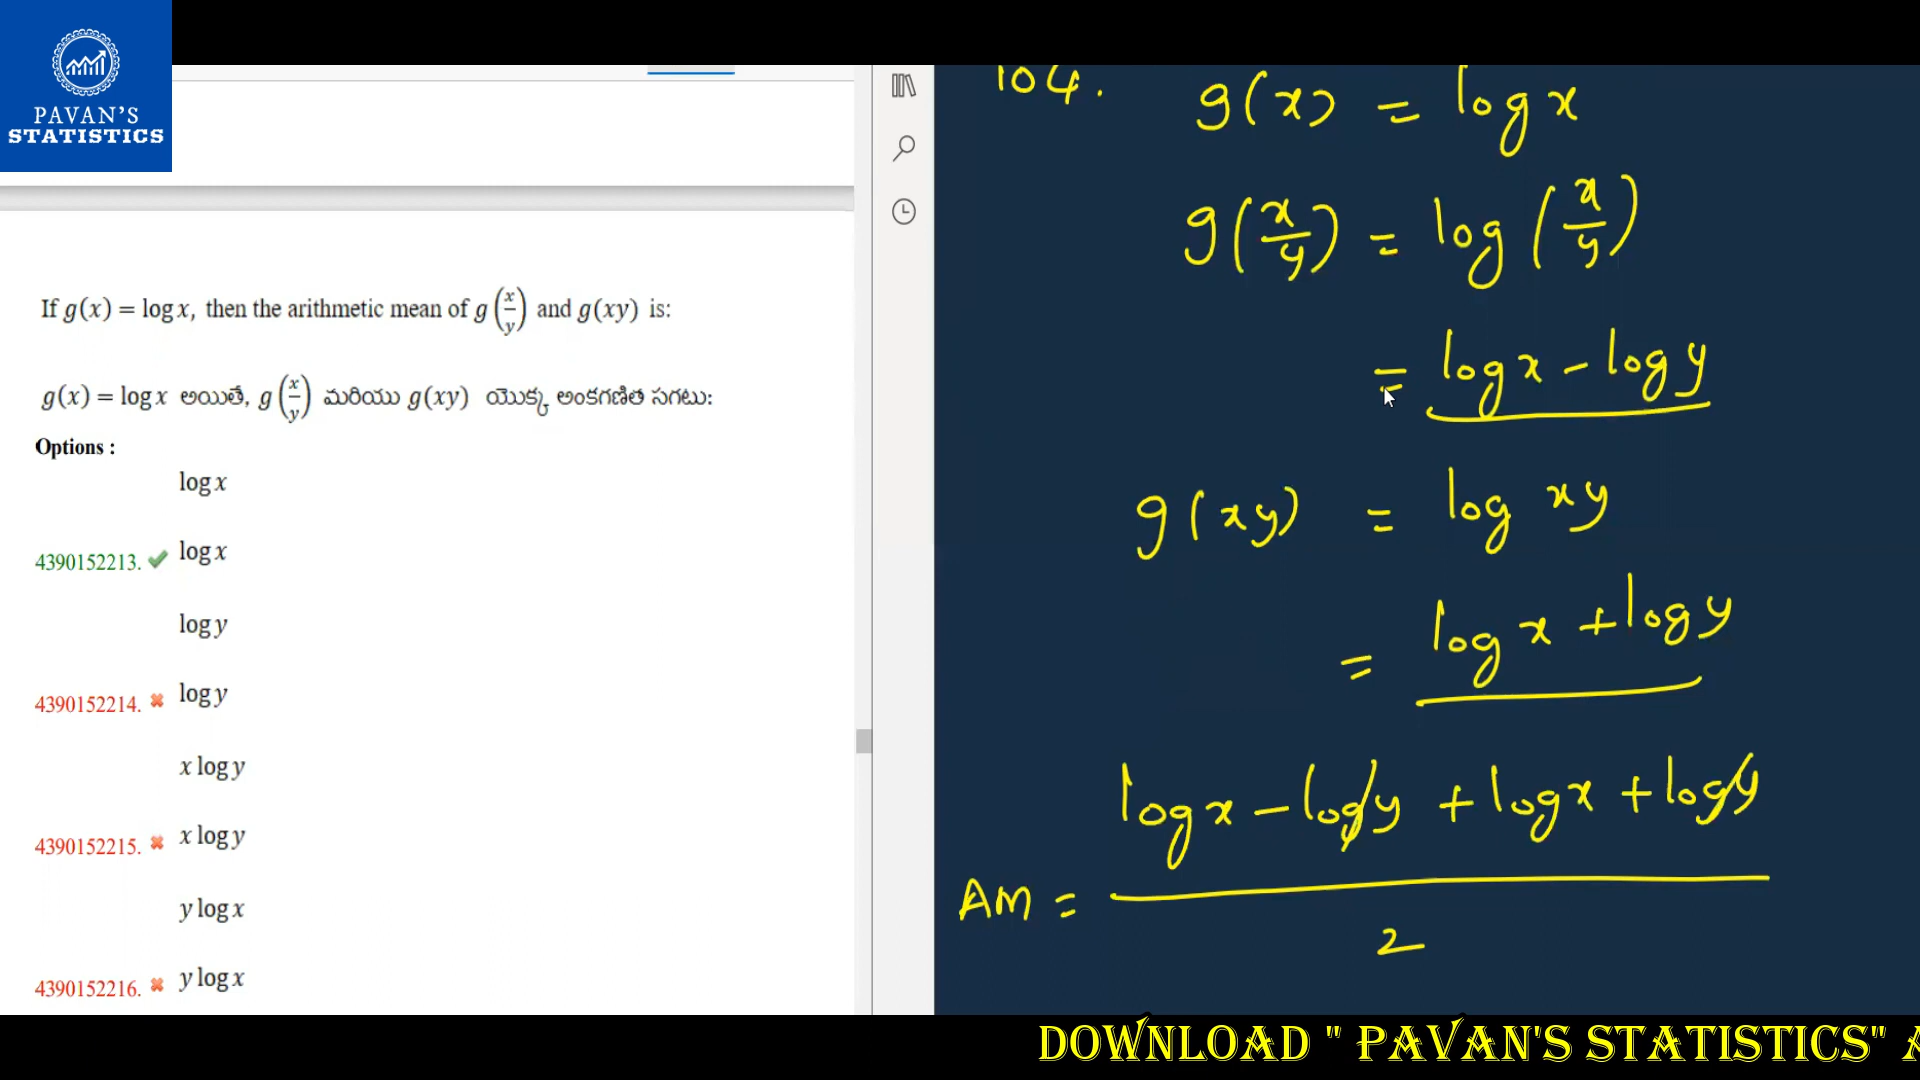 PAVAN'S
STATISTICS
If g(x) = log x, then the arithmetic mean of g(x/y) and g(xy) is:
g(x) = log x అయితే, g(x/y) మరియు g(xy) యొక్క అంకగణిత సగటు:
Options :
log x
4390152213. ✔ log x
log y
4390152214. ✖ log y
x log y
4390152215. ✖ x log y
y log x
4390152216. ✖ y log x
104. g(x) = log x
g(x/y) = log(x/y)
= log x - log y
g(xy) = log xy
= log x + log y
AM = (log x - log y + log x + log y)/2
DOWNLOAD " PAVAN'S STATISTICS" A